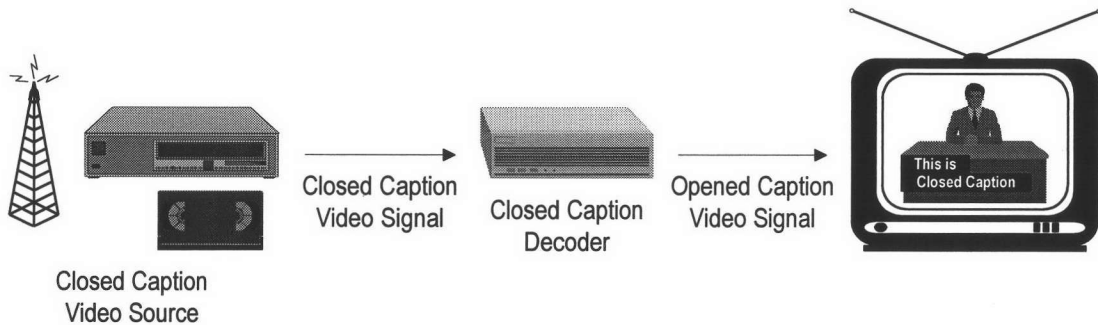 Closed Caption
Video Source
Closed Caption
Video Signal
Closed Caption
Decoder
Opened Caption
Video Signal
This is
Closed Caption